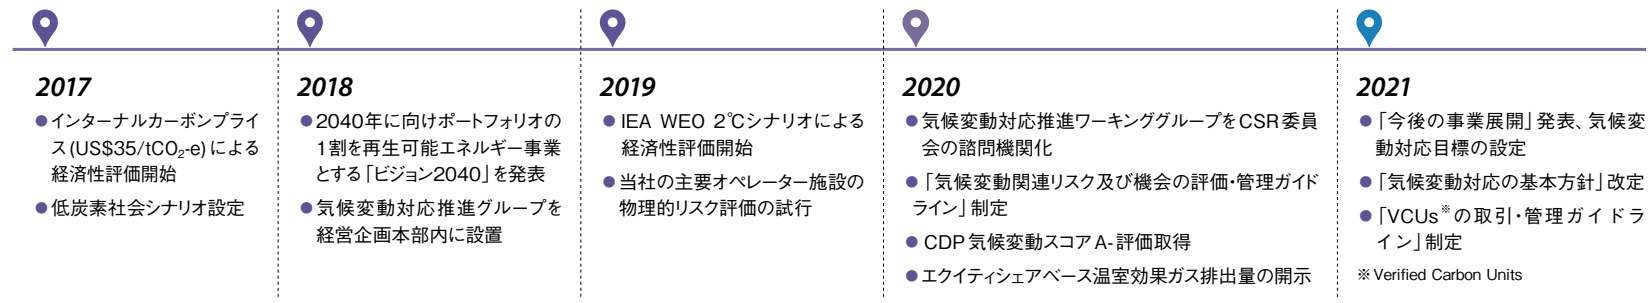 2017
●インターナルカーボンプライ
ス(US$35/tCO₂-e)による
経済性評価開始
●低炭素社会シナリオ設定
2018
●2040年に向けポートフォリオの
1割を再生可能エネルギー事業
とする「ビジョン2040」を発表
●気候変動対応推進グループを
経営企画本部内に設置
2019
●IEA WEO 2℃シナリオによる
経済性評価開始
●当社の主要オペレーター施設の
物理的リスク評価の試行
2020
●気候変動対応推進ワーキンググループをCSR委員
会の諮問機関化
●「気候変動関連リスク及び機会の評価・管理ガイド
ライン」制定
●CDP気候変動スコアA-評価取得
●エクイティシェアベース温室効果ガス排出量の開示
2021
●「今後の事業展開」発表、気候変
動対応目標の設定
●「気候変動対応の基本方針」改定
●「VCUs※の取引・管理ガイドラ
イン」制定
※Verified Carbon Units